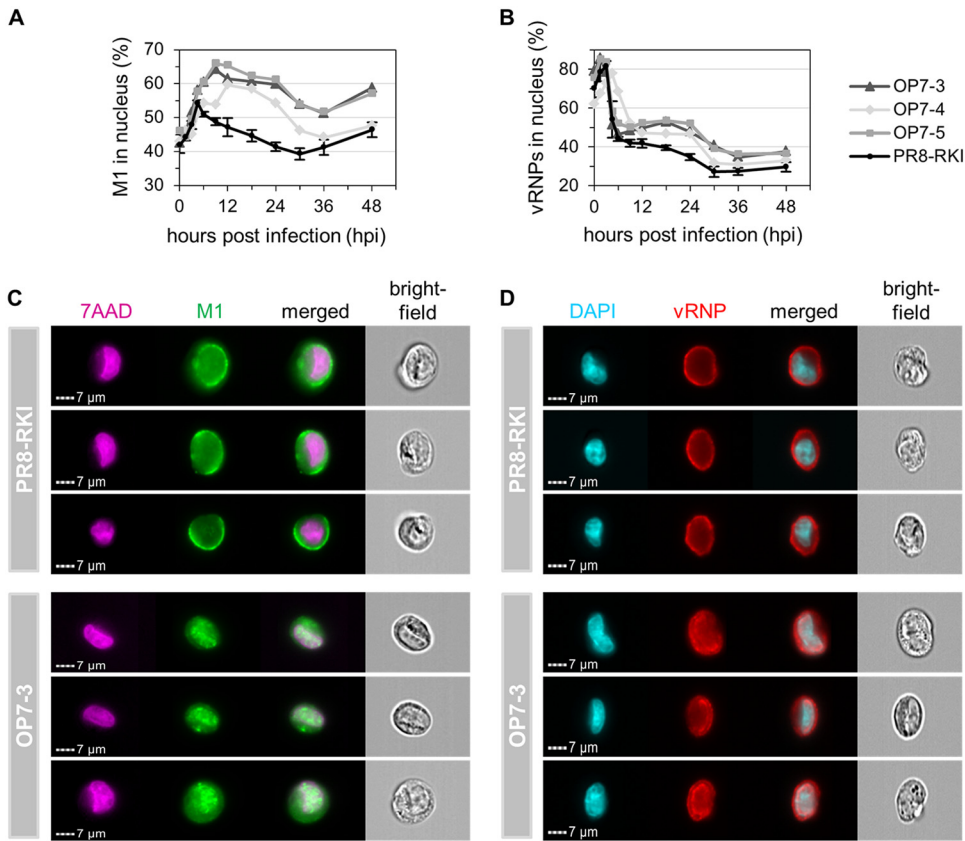 A
M1 in nucleus (%)
70
60
50
40
30
0 12 24 36 48
hours post infection (hpi)
B
vRNPs in nucleus (%)
80
60
40
20
0 12 24 36 48
hours post infection (hpi)
OP7-3
OP7-4
OP7-5
PR8-RKI
C
7AAD M1 merged bright-
field
PR8-RKI
7 µm
7 µm
7 µm
OP7-3
7 µm
7 µm
7 µm
D
DAPI vRNP merged bright-
field
PR8-RKI
7 µm
7 µm
7 µm
OP7-3
7 µm
7 µm
7 µm